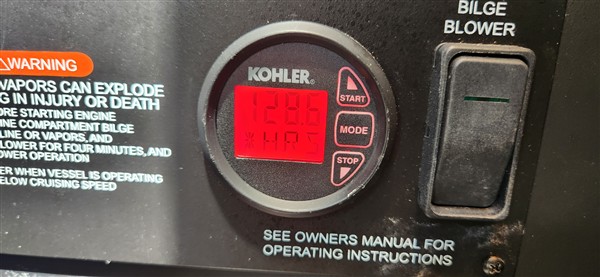 WARNING
VAPORS CAN EXPLODE
G IN INJURY OR DEATH
ORE STARTING ENGINE
INE COMPARTMENT BILGE
LINE OR VAPORS, AND
LOWER FOR FOUR MINUTES, AND
OWER OPERATION
ER WHEN VESSEL IS OPERATING
ELOW CRUISING SPEED
KOHLER®
128.6
HRS
START
MODE
STOP
BILGE
BLOWER
SEE OWNERS MANUAL FOR
OPERATING INSTRUCTIONS